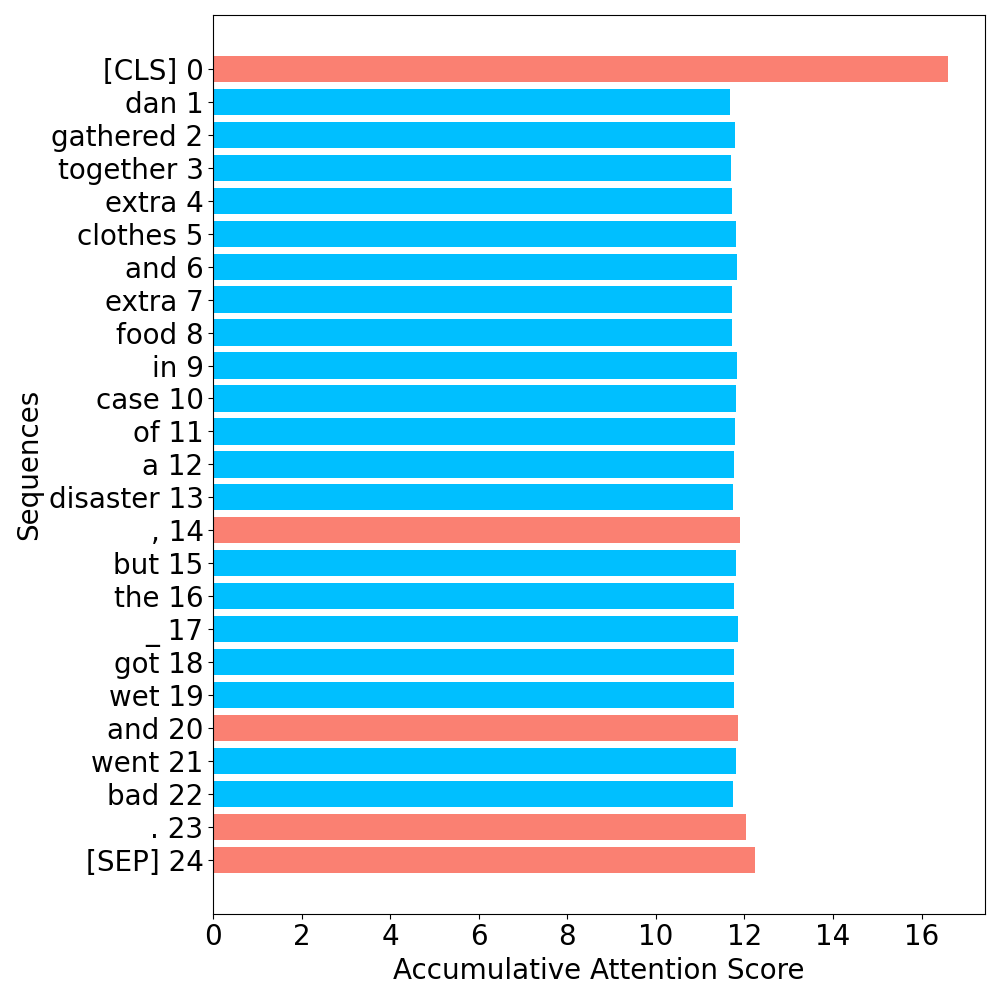 [CLS] 0
dan 1
gathered 2
together 3
extra 4
clothes 5
and 6
extra 7
food 8
in 9
case 10
of 11
a 12
disaster 13
, 14
but 15
the 16
_ 17
got 18
wet 19
and 20
went 21
bad 22
. 23
[SEP] 24
Sequences
0 2 4 6 8 10 12 14 16
Accumulative Attention Score